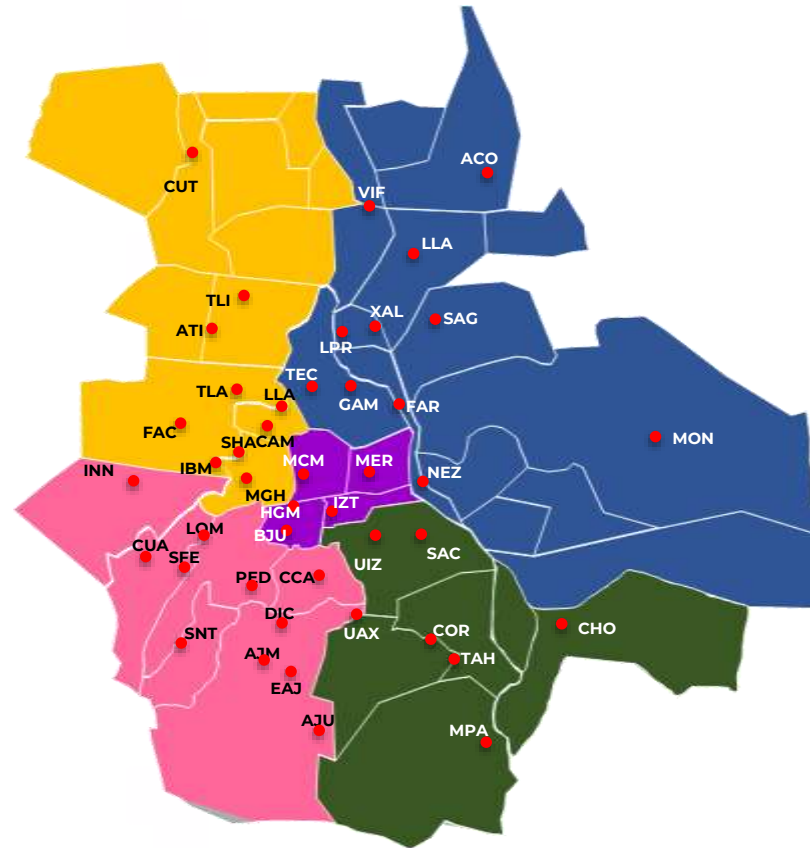 ACO
CUT
VIF
LLA
TLI
XAL
SAG
ATI
LPR
TEC
TLA
LLA
GAM
FAR
FAC
SHA
CAM
MON
INN
IBM
MCM
MER
NEZ
MGH
HGM
IZT
LOM
BJU
CUA
SFE
UIZ
SAC
PED
CCA
DIC
UAX
COR
CHO
SNT
AJM
TAH
EAJ
AJU
MPA